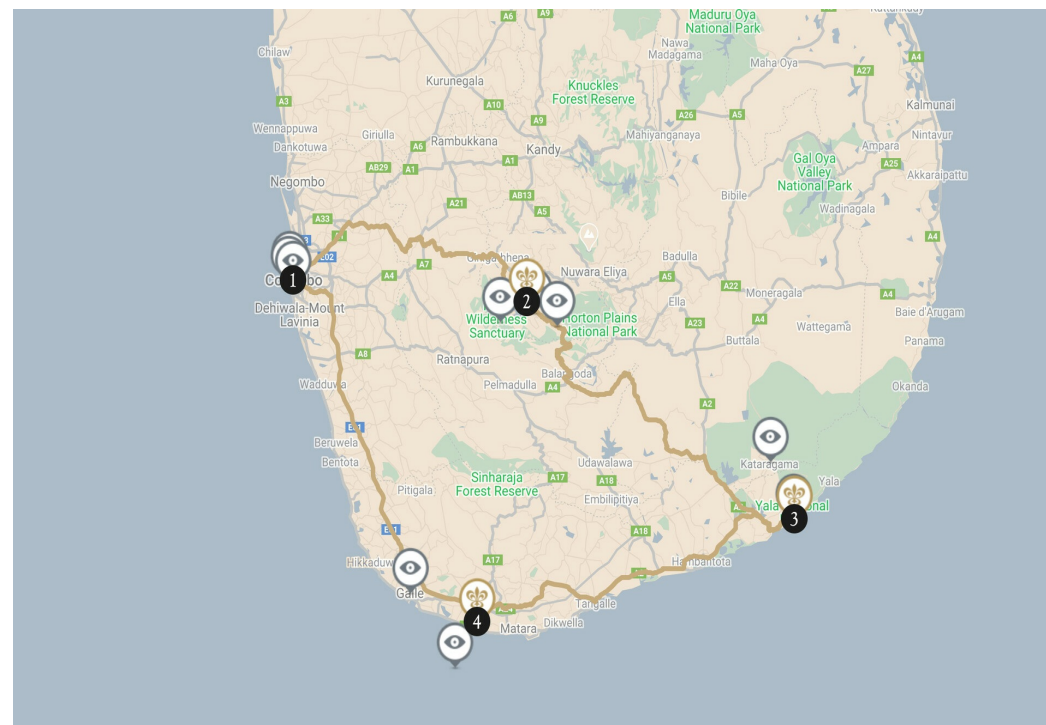 A6
A9
Maduru Oya
National Park
Chilaw
Nawa
Madagama
Maha Oya
A4
A27
Kurunegala
Knuckles
Forest Reserve
A3
A10
Kalmunai
A26
A5
A9
Wennappuwa
Giriulla
Mahiyanganaya
Nintavur
Dankotuwa
A6
Rambukkana
Kandy
Ampara
Gal Oya
Valley
National Park
A25
AB29
A1
A1
Akkaraipattu
Negombo
AB13
Bibile
A21
A5
Wadinagala
A33
A4
E02
Badulla
A7
A4
Nuwara Eliya
A5
1
A22
Moneragala
A4
2
Ella
Dehiwala-Mount
Lavinia
Horton Plains
National Park
Wilderness
Sanctuary
A23
A4
Wattegama
Baie d'Arugam
Buttala
Panama
A8
Ratnapura
Balangoda
Wadduwa
Pelmadulla
A4
Okanda
A2
Beruwela
Bentota
Udawalawa
Kataragama
A17
A18
Sinharaja
Forest Reserve
Yala
Pitigala
Embilipitiya
3
A18
Hikkaduw
A17
Hambantota
Galle
Tangalle
4
Matara
Dikwella